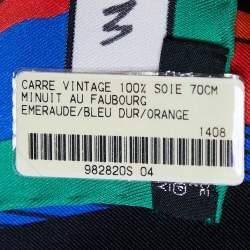 M
CARRE VINTAGE 100% SOIE 70CM
MINUIT AU FAUBOURG
EMERAUDE/BLEU DUR/ORANGE
1408
982820S 04